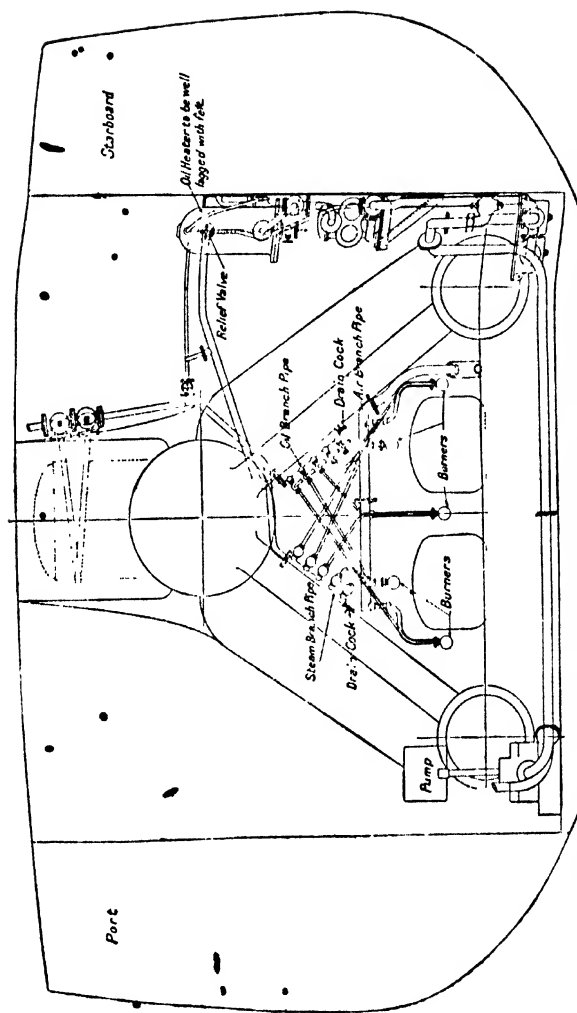 Starboard
Oil Heater to be well
lagged with felt.
Relief Valve
Oil Branch Pipe
Drain Cock
Air Branch Pipe
Steam Branch Pipe
Drain Cock
Burners
Burners
Pump
Port